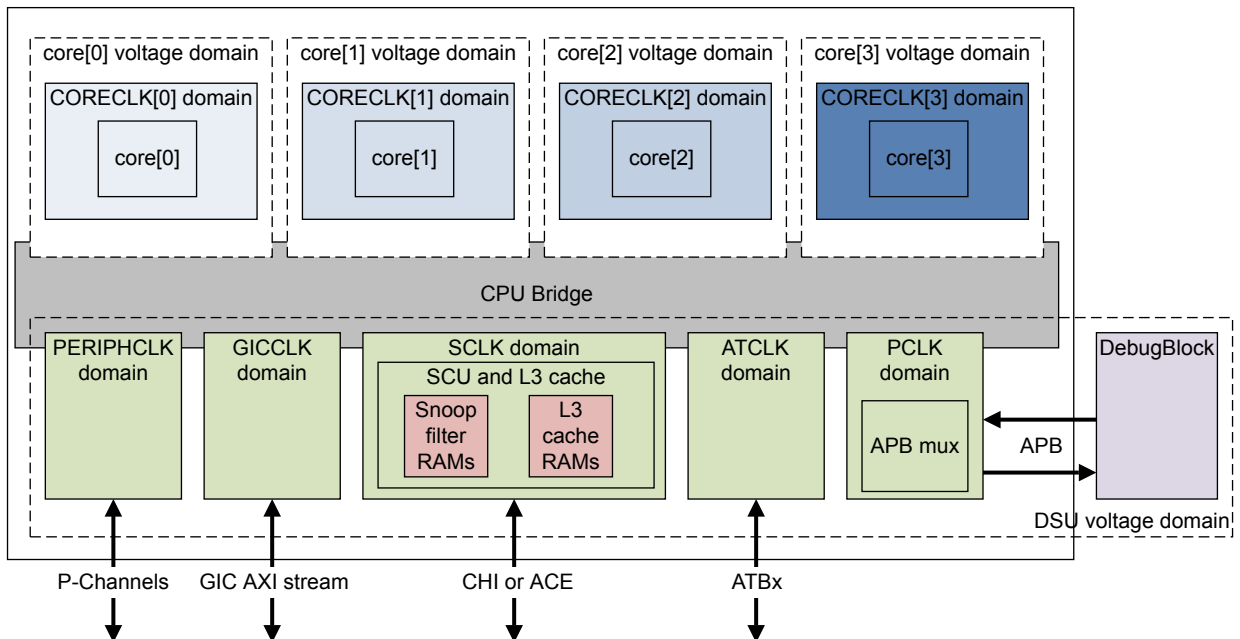 core[0] voltage domain
core[1] voltage domain
core[2] voltage domain
core[3] voltage domain
CORECLK[0] domain
CORECLK[1] domain
CORECLK[2] domain
CORECLK[3] domain
core[0]
core[1]
core[2]
core[3]
CPU Bridge
PERIPHCLK
domain
GICCLK
domain
SCLK domain
SCU and L3 cache
Snoop
filter
RAMs
L3
cache
RAMs
ATCLK
domain
PCLK
domain
APB mux
APB
DebugBlock
DSU voltage domain
P-Channels
GIC AXI stream
CHI or ACE
ATBx